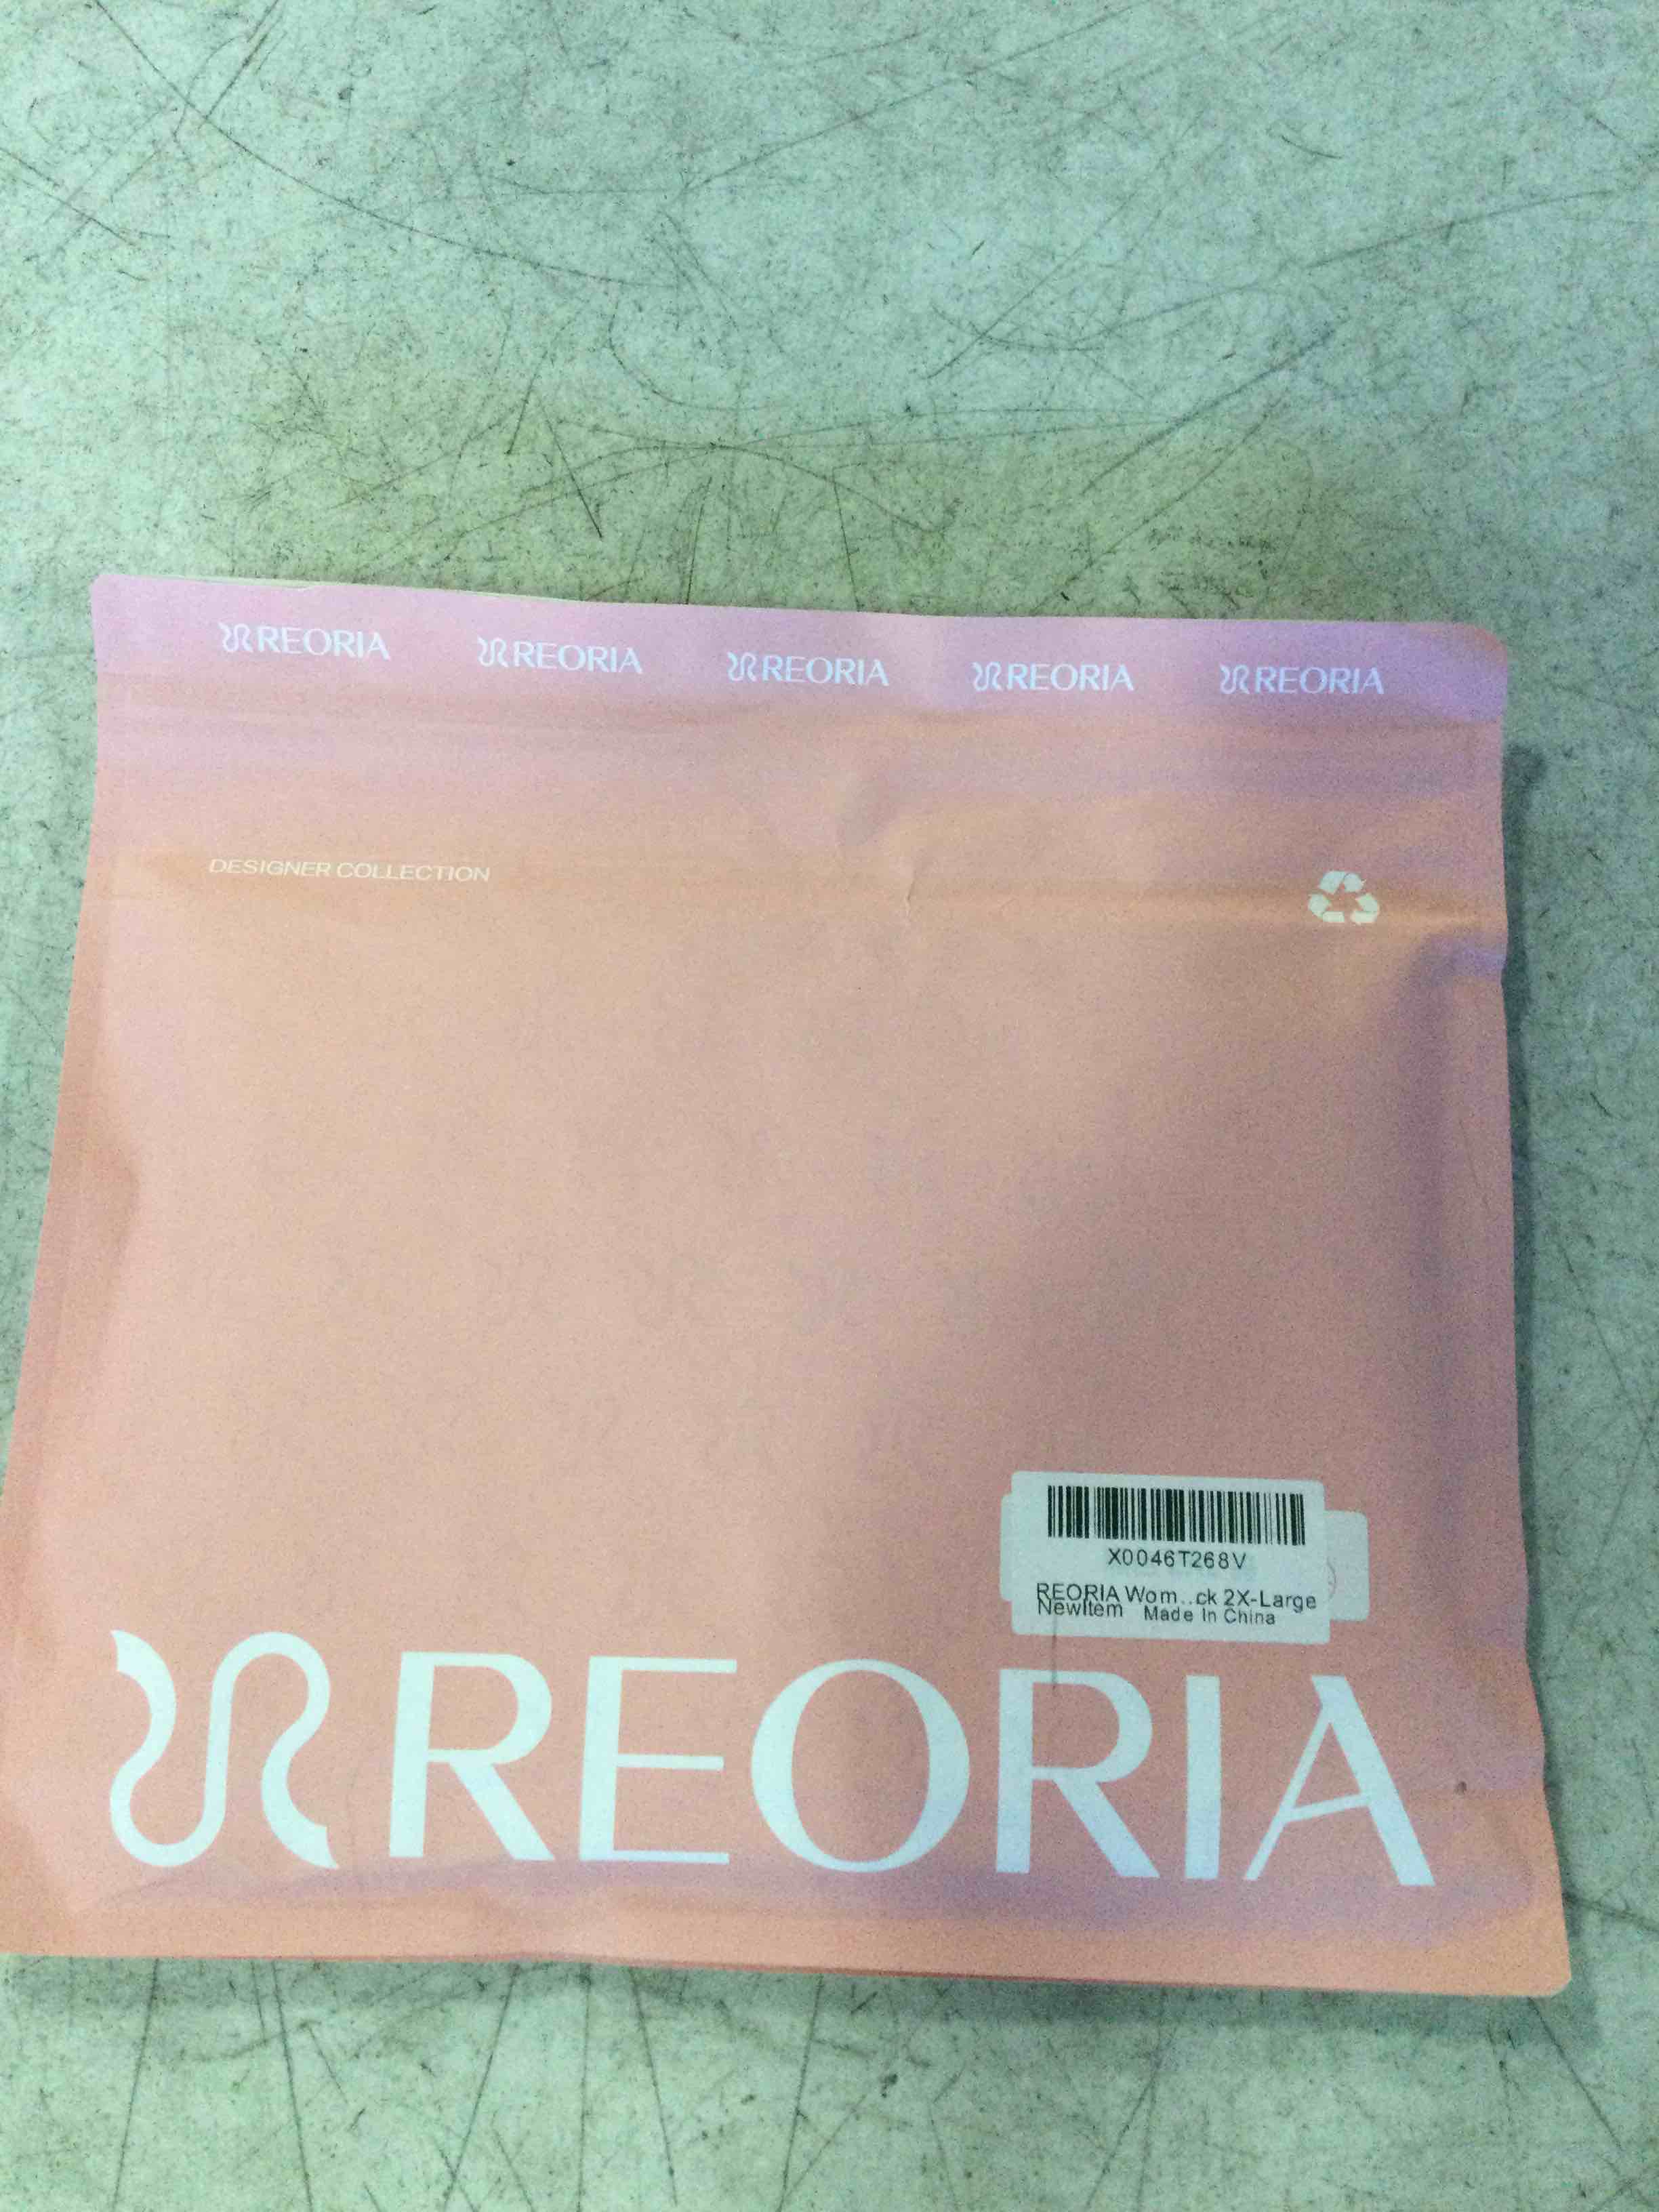 REORIA REORIA REORIA REORIA REORIA
DESIGNER COLLECTION
X0046T268V
REORIA Wom...ck 2X-Large
NewItem Made In China
REORIA